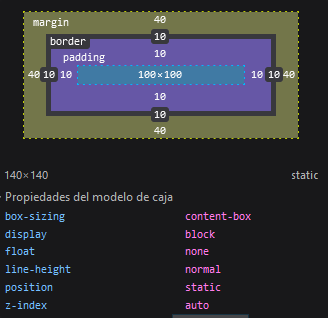 margin 40
border 10
padding 10
40 10 10 100×100 10 10 40
10
10
40
140×140 static
Propiedades del modelo de caja
box-sizing content-box
display block
float none
line-height normal
position static
z-index auto